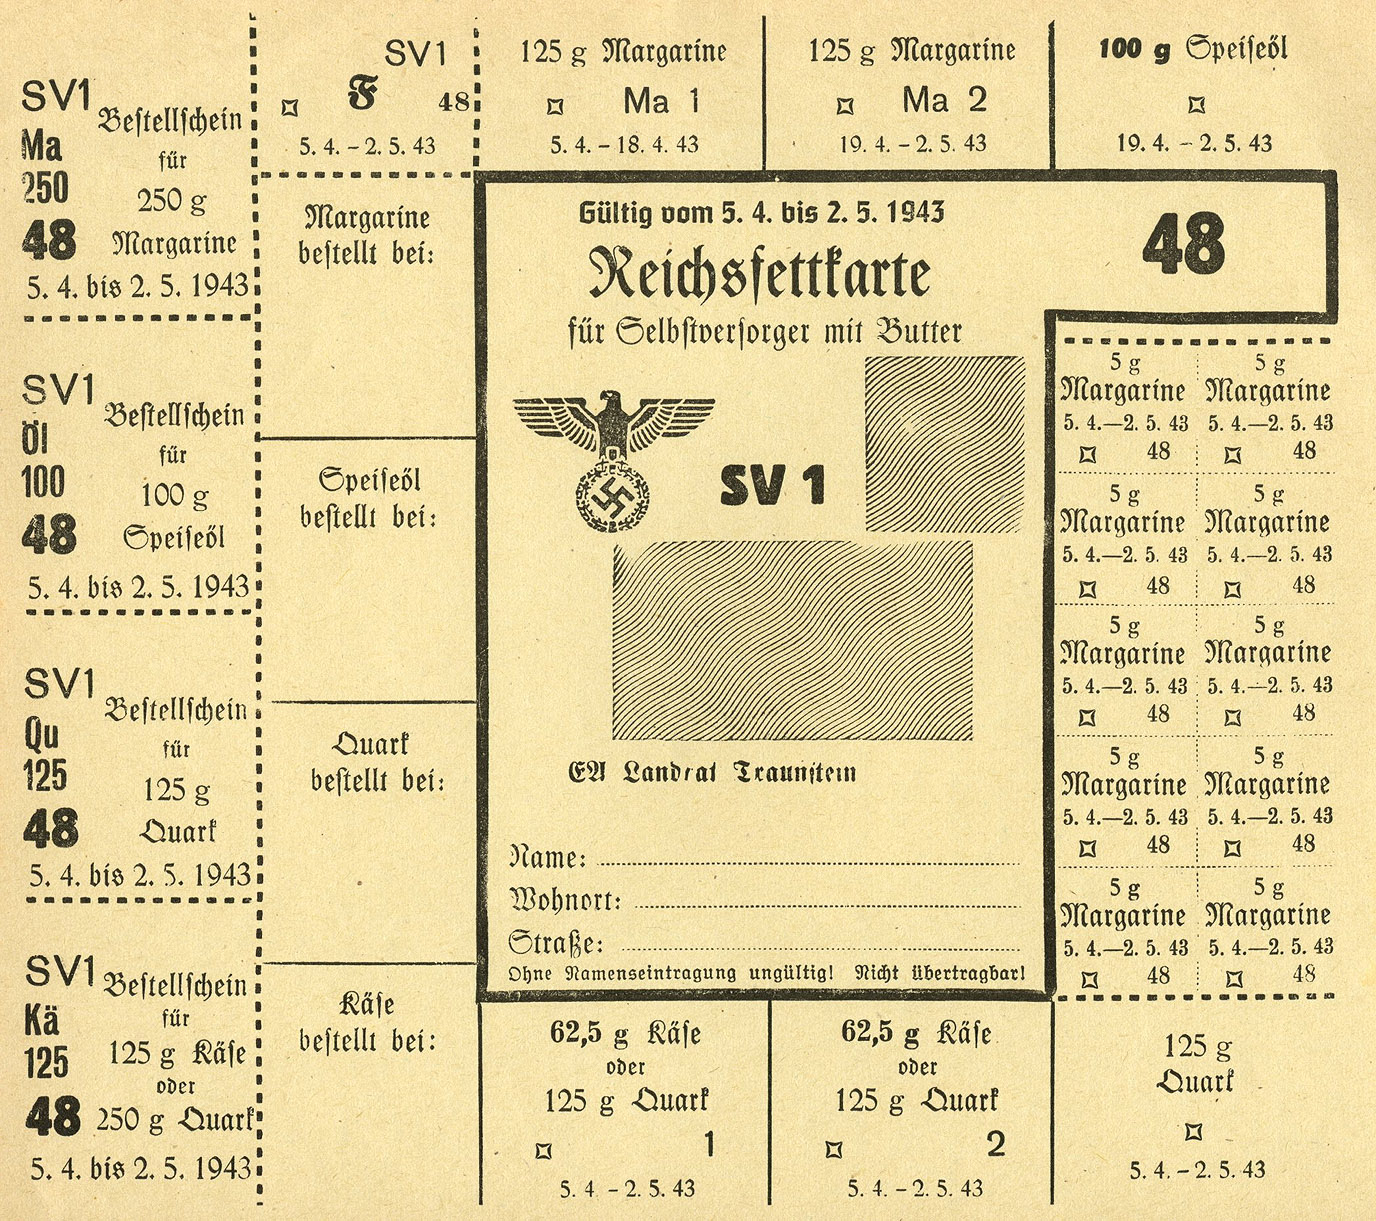 SV1
Ma
250
48
Bestellschein
für
250 g
Margarine
5. 4. bis 2. 5. 1943
SV1
Öl
100
48
Bestellschein
für
100 g
Speiseöl
5. 4. bis 2. 5. 1943
SV1
Qu
125
48
Bestellschein
für
125 g
Quark
5. 4. bis 2. 5. 1943
SV1
Kä
125
48
Bestellschein
für
125 g Käse
oder
250 g Quark
5. 4. bis 2. 5. 1943
SV1
F 48
5. 4. – 2. 5. 43
Margarine
bestellt bei:
Speiseöl
bestellt bei:
Quark
bestellt bei:
Käse
bestellt bei:
125 g Margarine
Ma 1
5. 4. – 18. 4. 43
125 g Margarine
Ma 2
19. 4. – 2. 5. 43
100 g Speiseöl
19. 4. – 2. 5. 43
Gültig vom 5. 4. bis 2. 5. 1943
48
Reichsfettkarte
für Selbstversorger mit Butter
SV 1
EA Landrat Traunstein
Name:
Wohnort:
Straße:
Ohne Namenseintragung ungültig! Nicht übertragbar!
5 g
Margarine
5. 4.—2. 5. 43
48
5 g
Margarine
5. 4.—2. 5. 43
48
5 g
Margarine
5. 4.—2. 5. 43
48
5 g
Margarine
5. 4.—2. 5. 43
48
5 g
Margarine
5. 4.—2. 5. 43
48
5 g
Margarine
5. 4.—2. 5. 43
48
5 g
Margarine
5. 4.—2. 5. 43
48
5 g
Margarine
5. 4.—2. 5. 43
48
5 g
Margarine
5. 4.—2. 5. 43
48
5 g
Margarine
5. 4.—2. 5. 43
48
62,5 g Käse
oder
125 g Quark
1
5. 4 – 2. 5. 43
62,5 g Käse
oder
125 g Quark
2
5. 4. – 2. 5. 43
125 g
Quark
5. 4. – 2. 5. 43